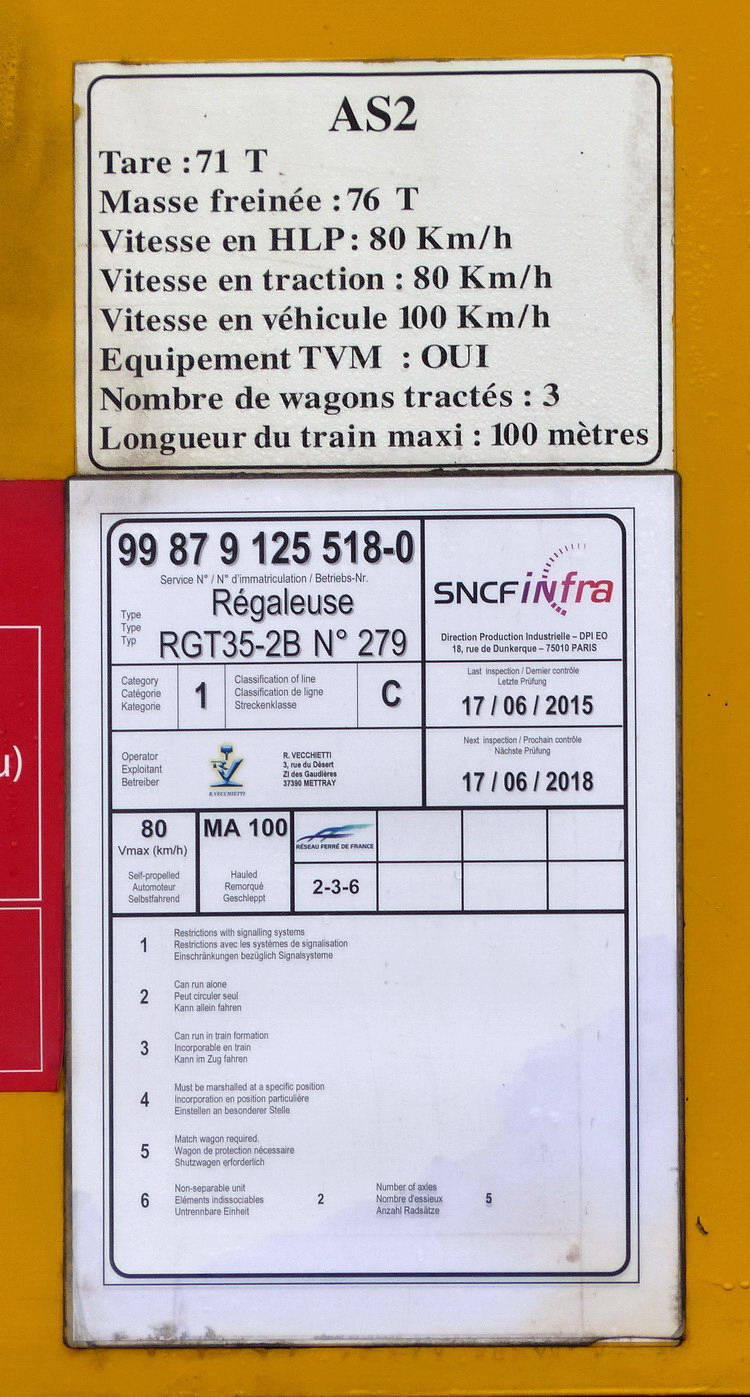 AS2
Tare : 71 T
Masse freinée : 76 T
Vitesse en HLP : 80 Km/h
Vitesse en traction : 80 Km/h
Vitesse en véhicule 100 Km/h
Equipement TVM : OUI
Nombre de wagons tractés : 3
Longueur du train maxi : 100 mètres
99 87 9 125 518-0
Service N° / N° d'immatriculation / Betriebs-Nr.
Type
Type
Typ
Régaleuse
RGT35-2B N° 279
SNCF infra
Direction Production Industrielle – DPI EO
18, rue de Dunkerque – 75010 PARIS
Category
Catégorie
Kategorie
1
Classification of line
Classification de ligne
Streckenklasse
C
Last inspection / Dernier contrôle
Letzte Prüfung
17 / 06 / 2015
Operator
Exploitant
Betreiber
R.VECCHIETTI
R. VECCHIETTI
3, rue du Désert
ZI des Gaudières
37390 METTRAY
Next inspection / Prochain contrôle
Nächste Prüfung
17 / 06 / 2018
80
Vmax (km/h)
Self-propelled
Automoteur
Selbstfahrend
MA 100
Hauled
Remorqué
Geschleppt
RÉSEAU FERRÉ DE FRANCE
2-3-6
1
Restrictions with signalling systems
Restrictions avec les systèmes de signalisation
Einschränkungen bezüglich Signalsysteme
2
Can run alone
Peut circuler seul
Kann allein fahren
3
Can run in train formation
Incorporable en train
Kann im Zug fahren
4
Must be marshalled at a specific position
Incorporation en position particulière
Einstellen an besonderer Stelle
5
Match wagon required.
Wagon de protection nécessaire
Shutzwagen erforderlich
6
Non-separable unit
Eléments indissociables
Untrennbare Einheit
2
Number of axles
Nombre d'essieux
Anzahl Radsätze
5
u)